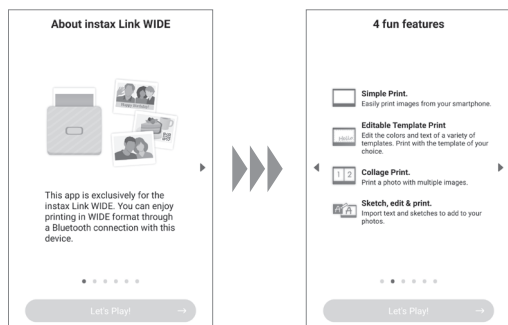 About instax Link WIDE
This app is exclusively for the
instax Link WIDE. You can enjoy
printing in WIDE format through
a Bluetooth connection with this
device.
Let's Play!
4 fun features
Simple Print.
Easily print images from your smartphone.
Editable Template Print
Hello!
Edit the colors and text of a variety of
templates. Print with the template of your
choice.
1 2
Collage Print.
Print a photo with multiple images.
A A
Sketch, edit & print.
Import text and sketches to add to your
photos.
Let's Play!